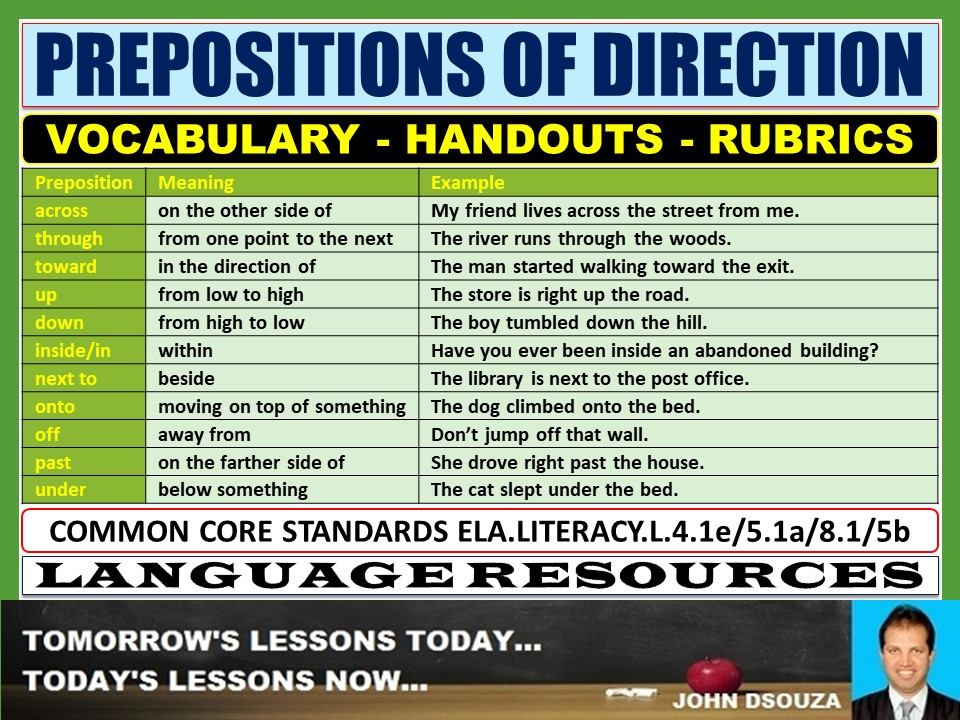 PREPOSITIONS OF DIRECTION
VOCABULARY - HANDOUTS - RUBRICS
Preposition Meaning Example
across on the other side of My friend lives across the street from me.
through from one point to the next The river runs through the woods.
toward in the direction of The man started walking toward the exit.
up from low to high The store is right up the road.
down from high to low The boy tumbled down the hill.
inside/in within Have you ever been inside an abandoned building?
next to beside The library is next to the post office.
onto moving on top of something The dog climbed onto the bed.
off away from Don't jump off that wall.
past on the farther side of She drove right past the house.
under below something The cat slept under the bed.
COMMON CORE STANDARDS ELA.LITERACY.L.4.1e/5.1a/8.1/5b
LANGUAGE RESOURCES
TOMORROW'S LESSONS TODAY...
TODAY'S LESSONS NOW...
JOHN DSOUZA